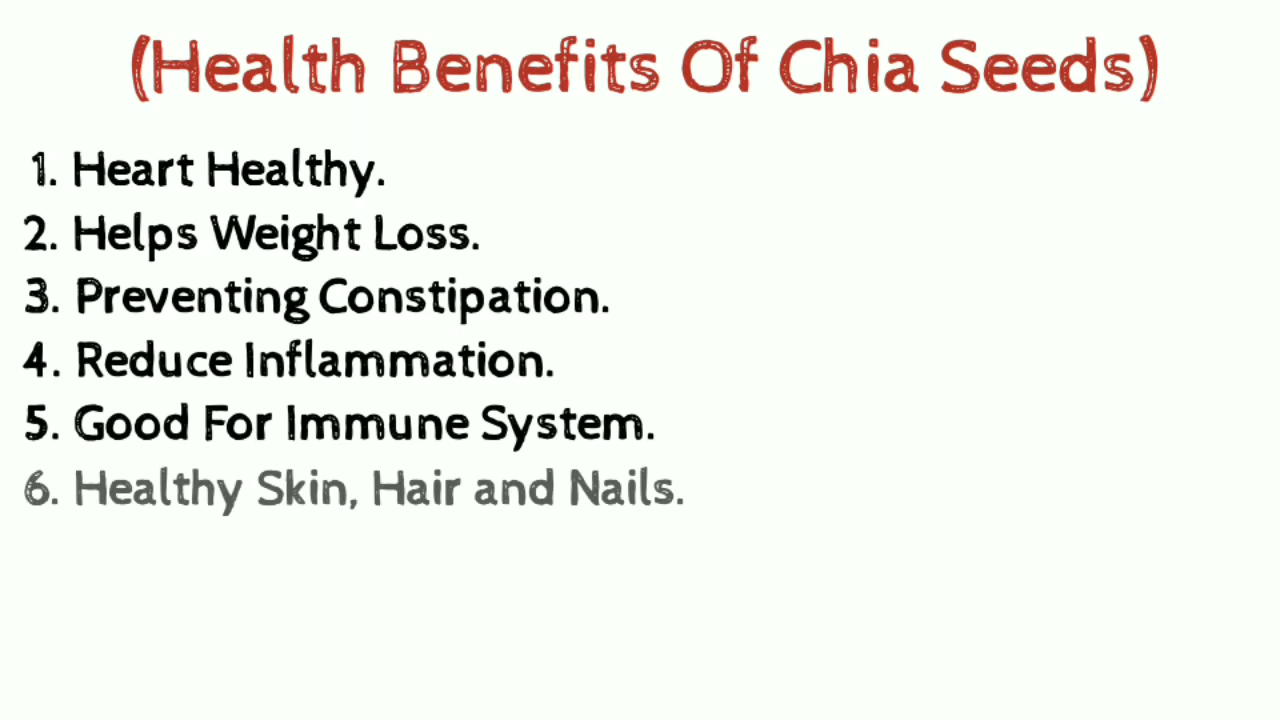 (Health Benefits Of Chia Seeds)
1. Heart Healthy.
2. Helps Weight Loss.
3. Preventing Constipation.
4. Reduce Inflammation.
5. Good For Immune System.
6. Healthy Skin, Hair and Nails.